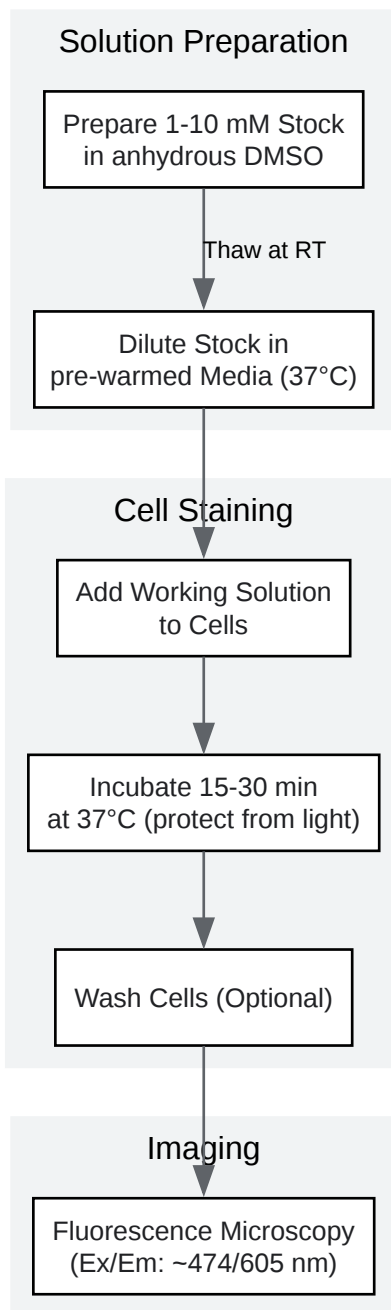 Solution Preparation
Prepare 1-10 mM Stock
in anhydrous DMSO
Thaw at RT
Dilute Stock in
pre-warmed Media (37°C)
Cell Staining
Add Working Solution
to Cells
Incubate 15-30 min
at 37°C (protect from light)
Wash Cells (Optional)
Imaging
Fluorescence Microscopy
(Ex/Em: ~474/605 nm)